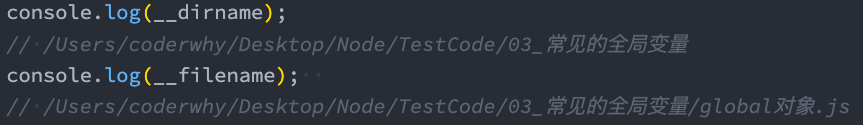 console.log(__dirname);
// /Users/coderwhy/Desktop/Node/TestCode/03_常见的全局变量
console.log(__filename);
// /Users/coderwhy/Desktop/Node/TestCode/03_常见的全局变量/global对象.js